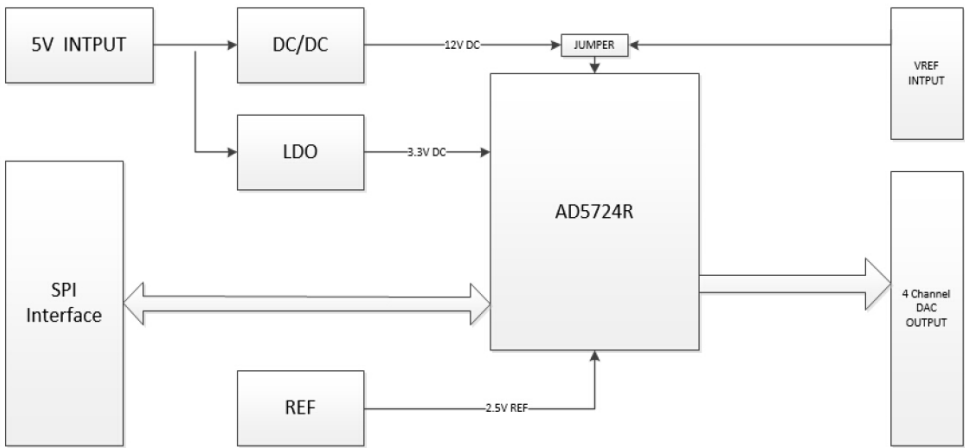 5V INTPUT
DC/DC
12V DC
JUMPER
VREF
INTPUT
LDO
3.3V DC
AD5724R
SPI
Interface
4 Channel
DAC
OUTPUT
REF
2.5V REF